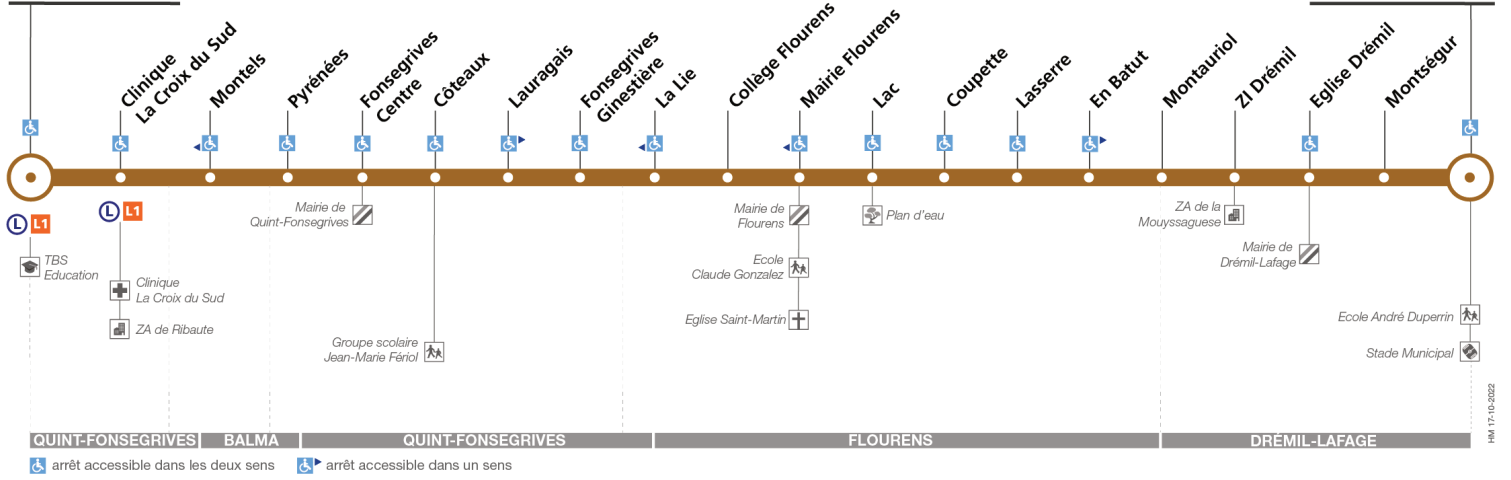 Clinique
La Croix du Sud
Montels
Pyrénées
Fonsegrives
Centre
Côteaux
Lauragais
Fonsegrives
Ginestière
La Lie
Collège Flourens
Mairie Flourens
Lac
Coupette
Lasserre
En Batut
Montauriol
ZI Drémil
Eglise Drémil
Montségur
L L1
L L1
TBS
Education
Clinique
La Croix du Sud
ZA de Ribaute
Mairie de
Quint-Fonsegrives
Groupe scolaire
Jean-Marie Fériol
Mairie de
Flourens
Ecole
Claude Gonzalez
Eglise Saint-Martin
Plan d'eau
ZA de la
Mouyssaguese
Mairie de
Drémil-Lafage
Ecole André Duperrin
Stade Municipal
HM 17-10-2022
QUINT-FONSEGRIVES BALMA QUINT-FONSEGRIVES FLOURENS DRÉMIL-LAFAGE
arrêt accessible dans les deux sens arrêt accessible dans un sens